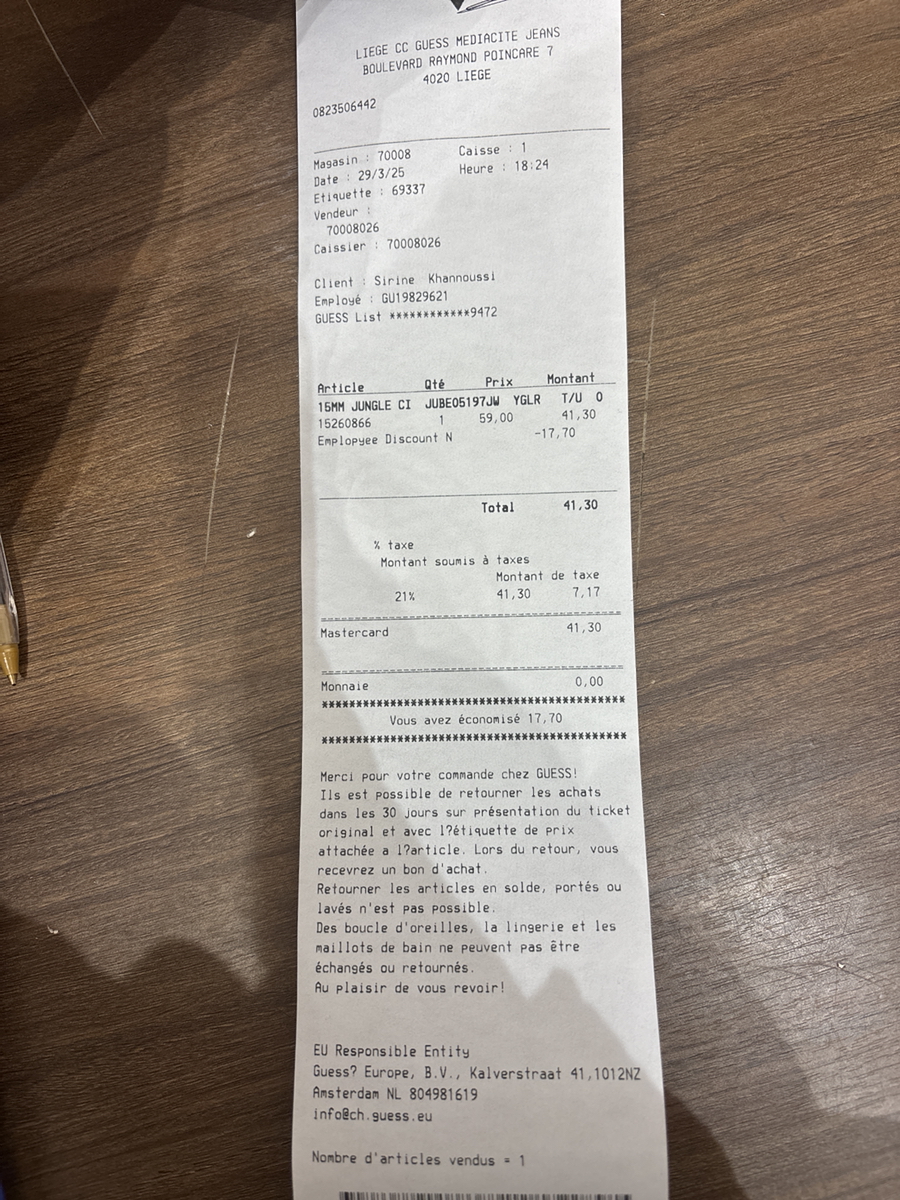 LIEGE CC GUESS MEDIACITE JEANS
BOULEVARD RAYMOND POINCARE 7
4020 LIEGE
0823506442
Magasin : 70008 Caisse : 1
Date : 29/3/25 Heure : 18:24
Etiquette : 69337
Vendeur :
70008026
Caissier : 70008026
Client : Sirine Khannoussi
Employé : GU19829621
GUESS List ************9472
Article Qté Prix Montant
15MM JUNGLE CI JUBE05197JW YGLR T/U O
15260866 1 59,00 41,30
Emplopyee Discount N -17,70
Total 41,30
% taxe
Montant soumis à taxes
Montant de taxe
21% 41,30 7,17
Mastercard 41,30
Monnaie 0,00
********************************************
Vous avez économisé 17,70
********************************************
Merci pour votre commande chez GUESS!
Ils est possible de retourner les achats
dans les 30 jours sur présentation du ticket
original et avec l?étiquette de prix
attachée a l?article. Lors du retour, vous
recevrez un bon d'achat.
Retourner les articles en solde, portés ou
lavés n'est pas possible.
Des boucle d'oreilles, la lingerie et les
maillots de bain ne peuvent pas être
échangés ou retournés.
Au plaisir de vous revoir!
EU Responsible Entity
Guess? Europe, B.V., Kalverstraat 41,1012NZ
Amsterdam NL 804981619
info@ch.guess.eu
Nombre d'articles vendus = 1